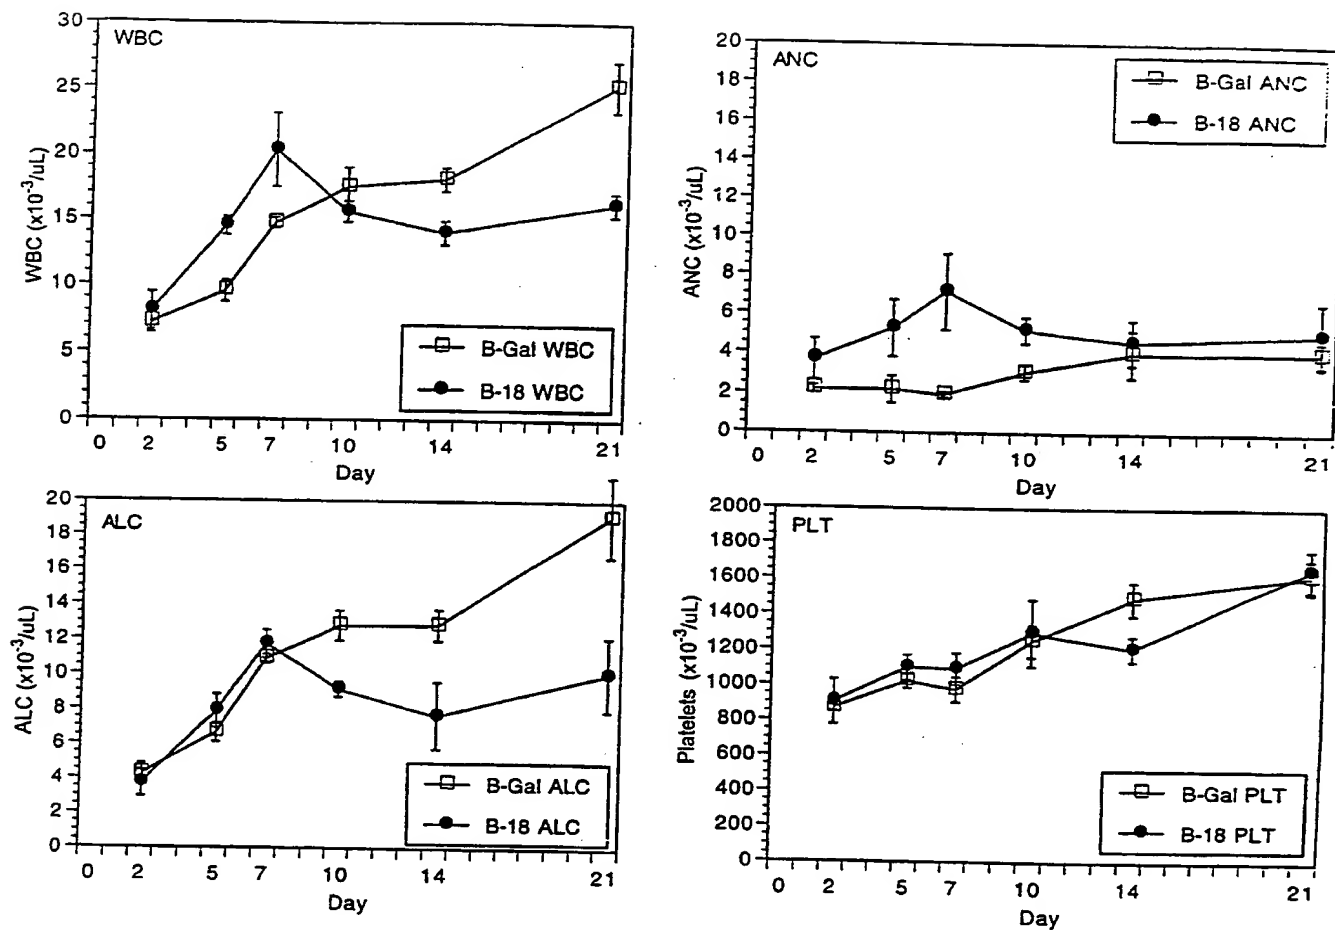 WBC
30
25
20
15
10
5
0
WBC (x10⁻³/uL)
B-Gal WBC
B-18 WBC
0 2 5 7 10 14 21
Day
ANC
20
18
16
14
12
10
8
6
4
2
0
ANC (x10⁻³/uL)
B-Gal ANC
B-18 ANC
0 2 5 7 10 14 21
Day
ALC
20
18
16
14
12
10
8
6
4
2
0
ALC (x10⁻³/uL)
B-Gal ALC
B-18 ALC
0 2 5 7 10 14 21
Day
PLT
2000
1800
1600
1400
1200
1000
800
600
400
200
0
Platelets (x10⁻³/uL)
B-Gal PLT
B-18 PLT
0 2 5 7 10 14 21
Day